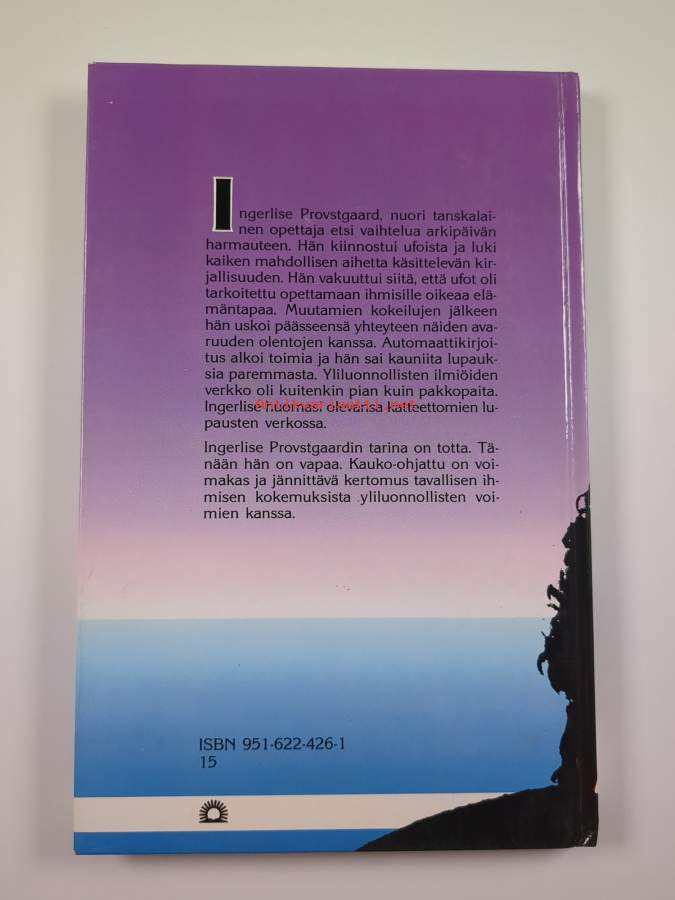 Ingerlise Provstgaard, nuori tanskalai-
nen opettaja etsi vaihtelua arkipäivän
harmauteen. Hän kiinnostui ufoista ja luki
kaiken mahdollisen aihetta käsittelevän kir-
jallisuuden. Hän vakuuttui siitä, että ufot oli
tarkoitettu opettamaan ihmisille oikeaa elä-
mäntapaa. Muutamien kokeilujen jälkeen
hän uskoi päässeensä yhteyteen näiden ava-
ruuden olentojen kanssa. Automaattikirjoi-
tus alkoi toimia ja hän sai kauniita lupauk-
sia paremmasta. Yliluonnollisten ilmiöiden
verkko oli kuitenkin pian kuin pakkopaita.
Ingerlise huomasi olevansa katteettomien lu-
pausten verkossa.
Ingerlise Provstgaardin tarina on totta. Tä-
nään hän on vapaa. Kauko-ohjattu on voi-
makas ja jännittävä kertomus tavallisen ih-
misen kokemuksista yliluonnollisten voi-
mien kanssa.
ISBN 951-622-426-1
15